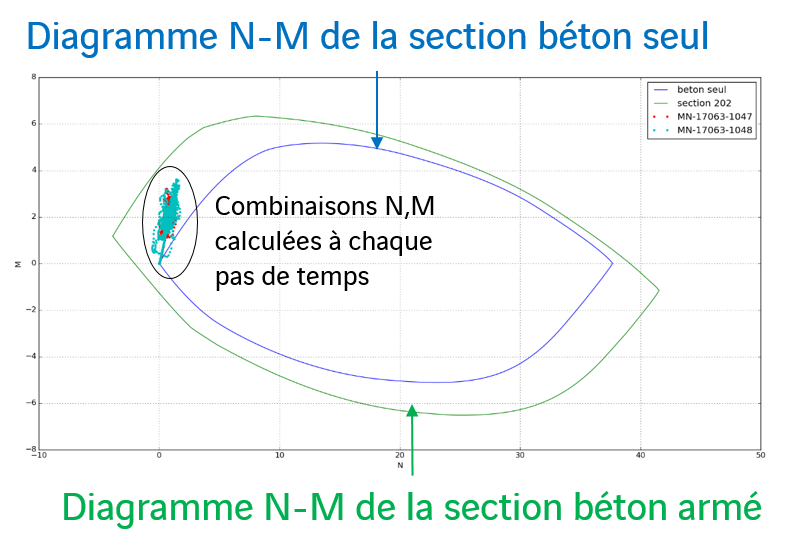 Diagramme N-M de la section béton seul
8
6
4
2
0
−2
−4
−6
−8
M
beton seul
section 202
MN-17063-1047
MN-17063-1048
Combinaisons N,M
calculées à chaque
pas de temps
−10
0
10
20
30
40
50
N
Diagramme N-M de la section béton armé